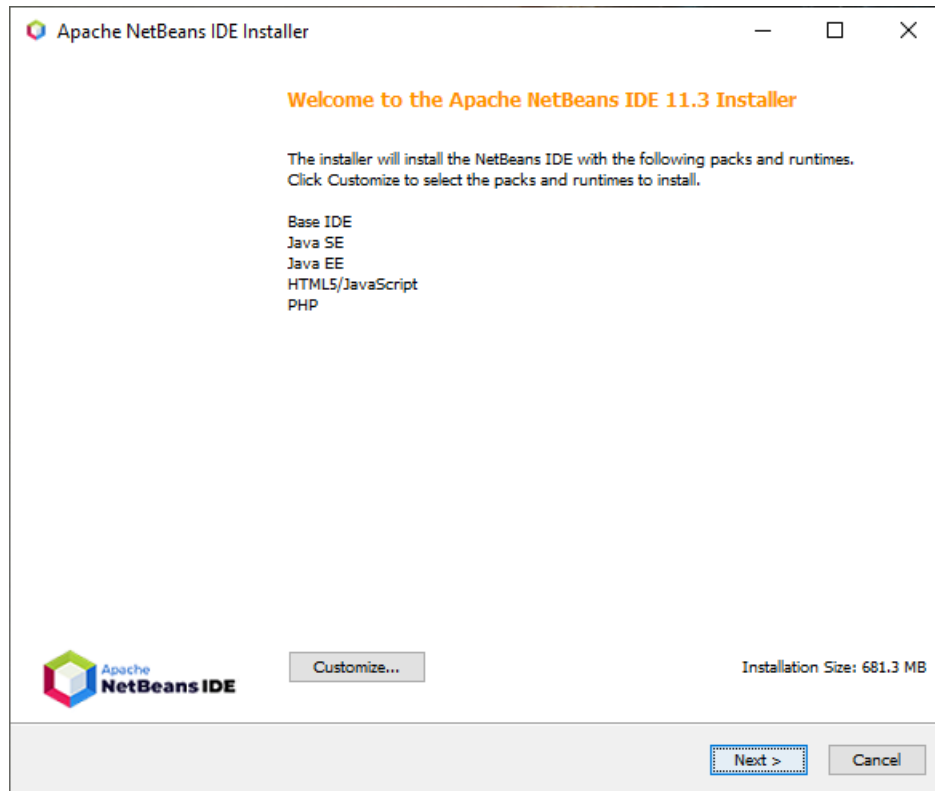 Apache NetBeans IDE Installer
Welcome to the Apache NetBeans IDE 11.3 Installer
The installer will install the NetBeans IDE with the following packs and runtimes.
Click Customize to select the packs and runtimes to install.
Base IDE
Java SE
Java EE
HTML5/JavaScript
PHP
Apache
NetBeans IDE
Customize...
Installation Size: 681.3 MB
Next >
Cancel